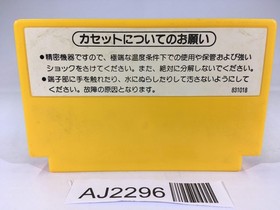 カセットについてのお願い
●精密機器ですので、極端な温度条件下での使用や保管および強い
ショックをさけてください。また、絶対に分解しないでください。
●端子部に手を触れたり、水にぬらしたりして汚さないようにして
ください。故障の原因となります。
601018
AJ2296